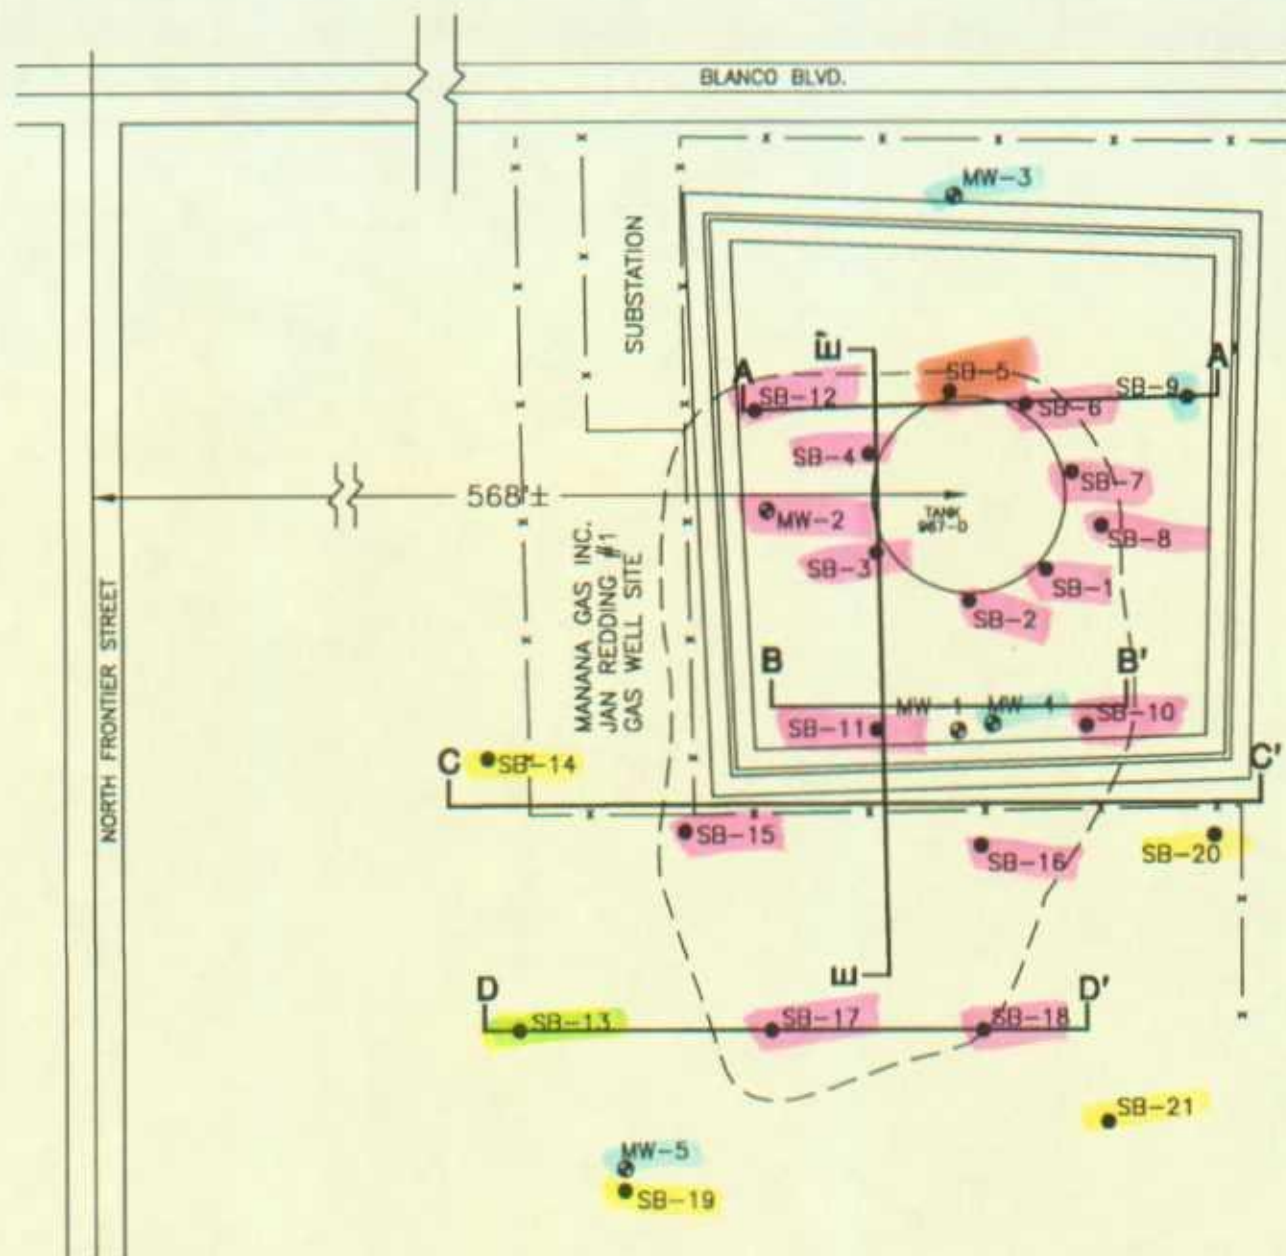 BLANCO BLVD.
MW-3
SUBSTATION
E'
A
A'
SB-5
SB-9
SB-12
SB-6
SB-4
SB-7
568'±
MW-2
TANK
967-D
SB-8
SB-3
SB-1
SB-2
MANANA GAS INC.
JAN REDDING #1
GAS WELL SITE
NORTH FRONTIER STREET
B
B'
MW-1
MW-4
SB-10
SB-11
C
SB-14
C'
SB-15
SB-16
SB-20
E
D
D'
SB-13
SB-17
SB-18
SB-21
MW-5
SB-19